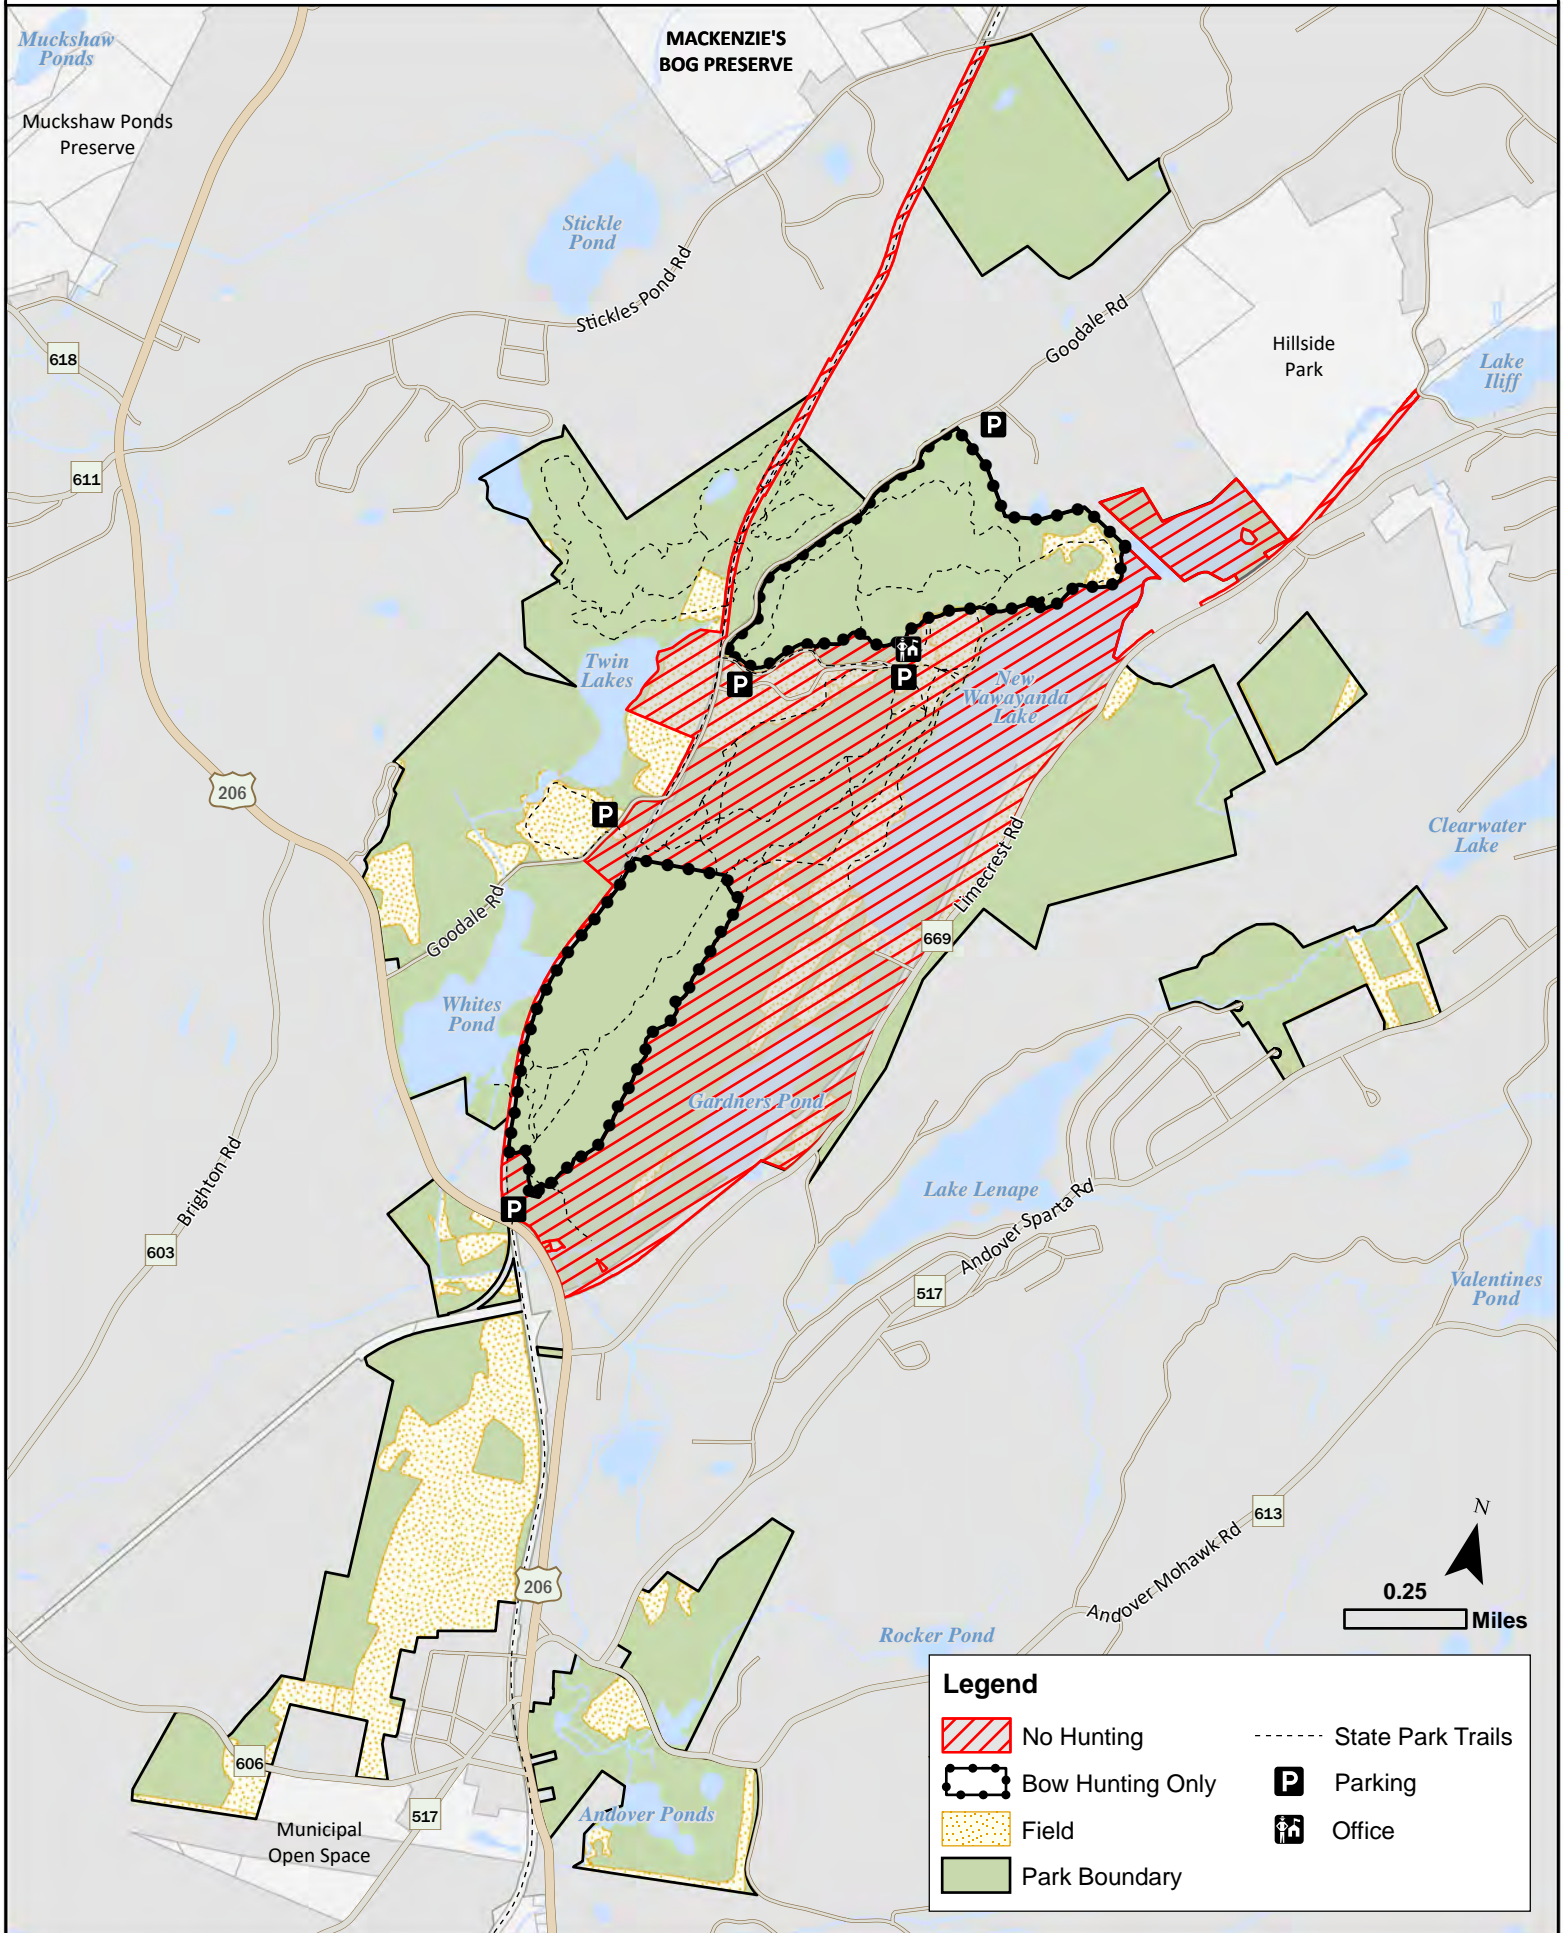 Muckshaw
Ponds
MACKENZIE'S
BOG PRESERVE
Muckshaw Ponds
Preserve
Stickle
Pond
Stickles Pond Rd
Goodale Rd
Hillside
Park
Lake
Iliff
618
611
P
Twin
Lakes
P
P
New
Wawayanda
Lake
206
P
Limecrest Rd
Clearwater
Lake
Goodale Rd
669
Whites
Pond
Gardners Pond
Lake Lenape
Andover Sparta Rd
Brighton Rd
P
603
517
Valentines
Pond
613
N
Andover Mohawk Rd
206
0.25
Miles
Rocker Pond
606
517
Municipal
Open Space
Andover Ponds
Legend
No Hunting
State Park Trails
Bow Hunting Only
P
Parking
Field
Office
Park Boundary